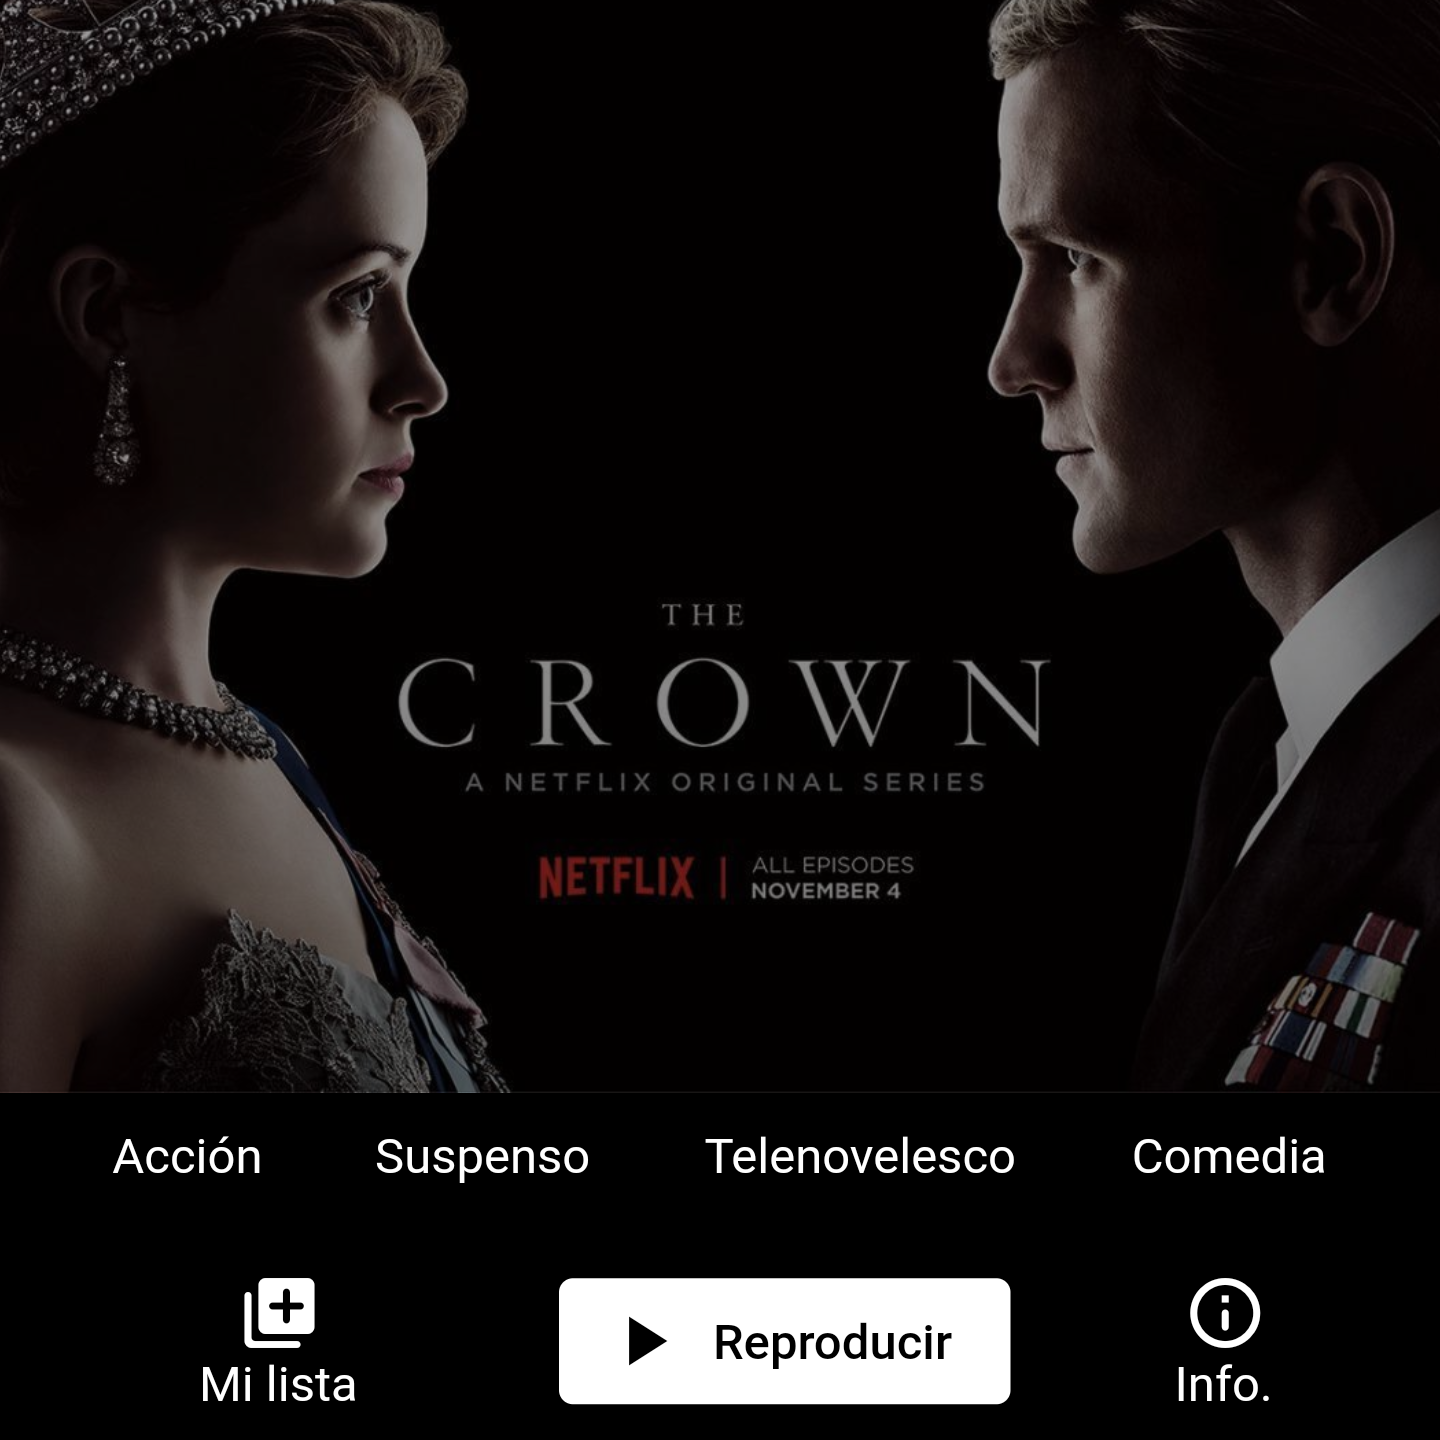 THE
CROWN
A NETFLIX ORIGINAL SERIES
NETFLIX | ALL EPISODES
NOVEMBER 4
Acción Suspenso Telenovelesco Comedia
Reproducir
Mi lista Info.